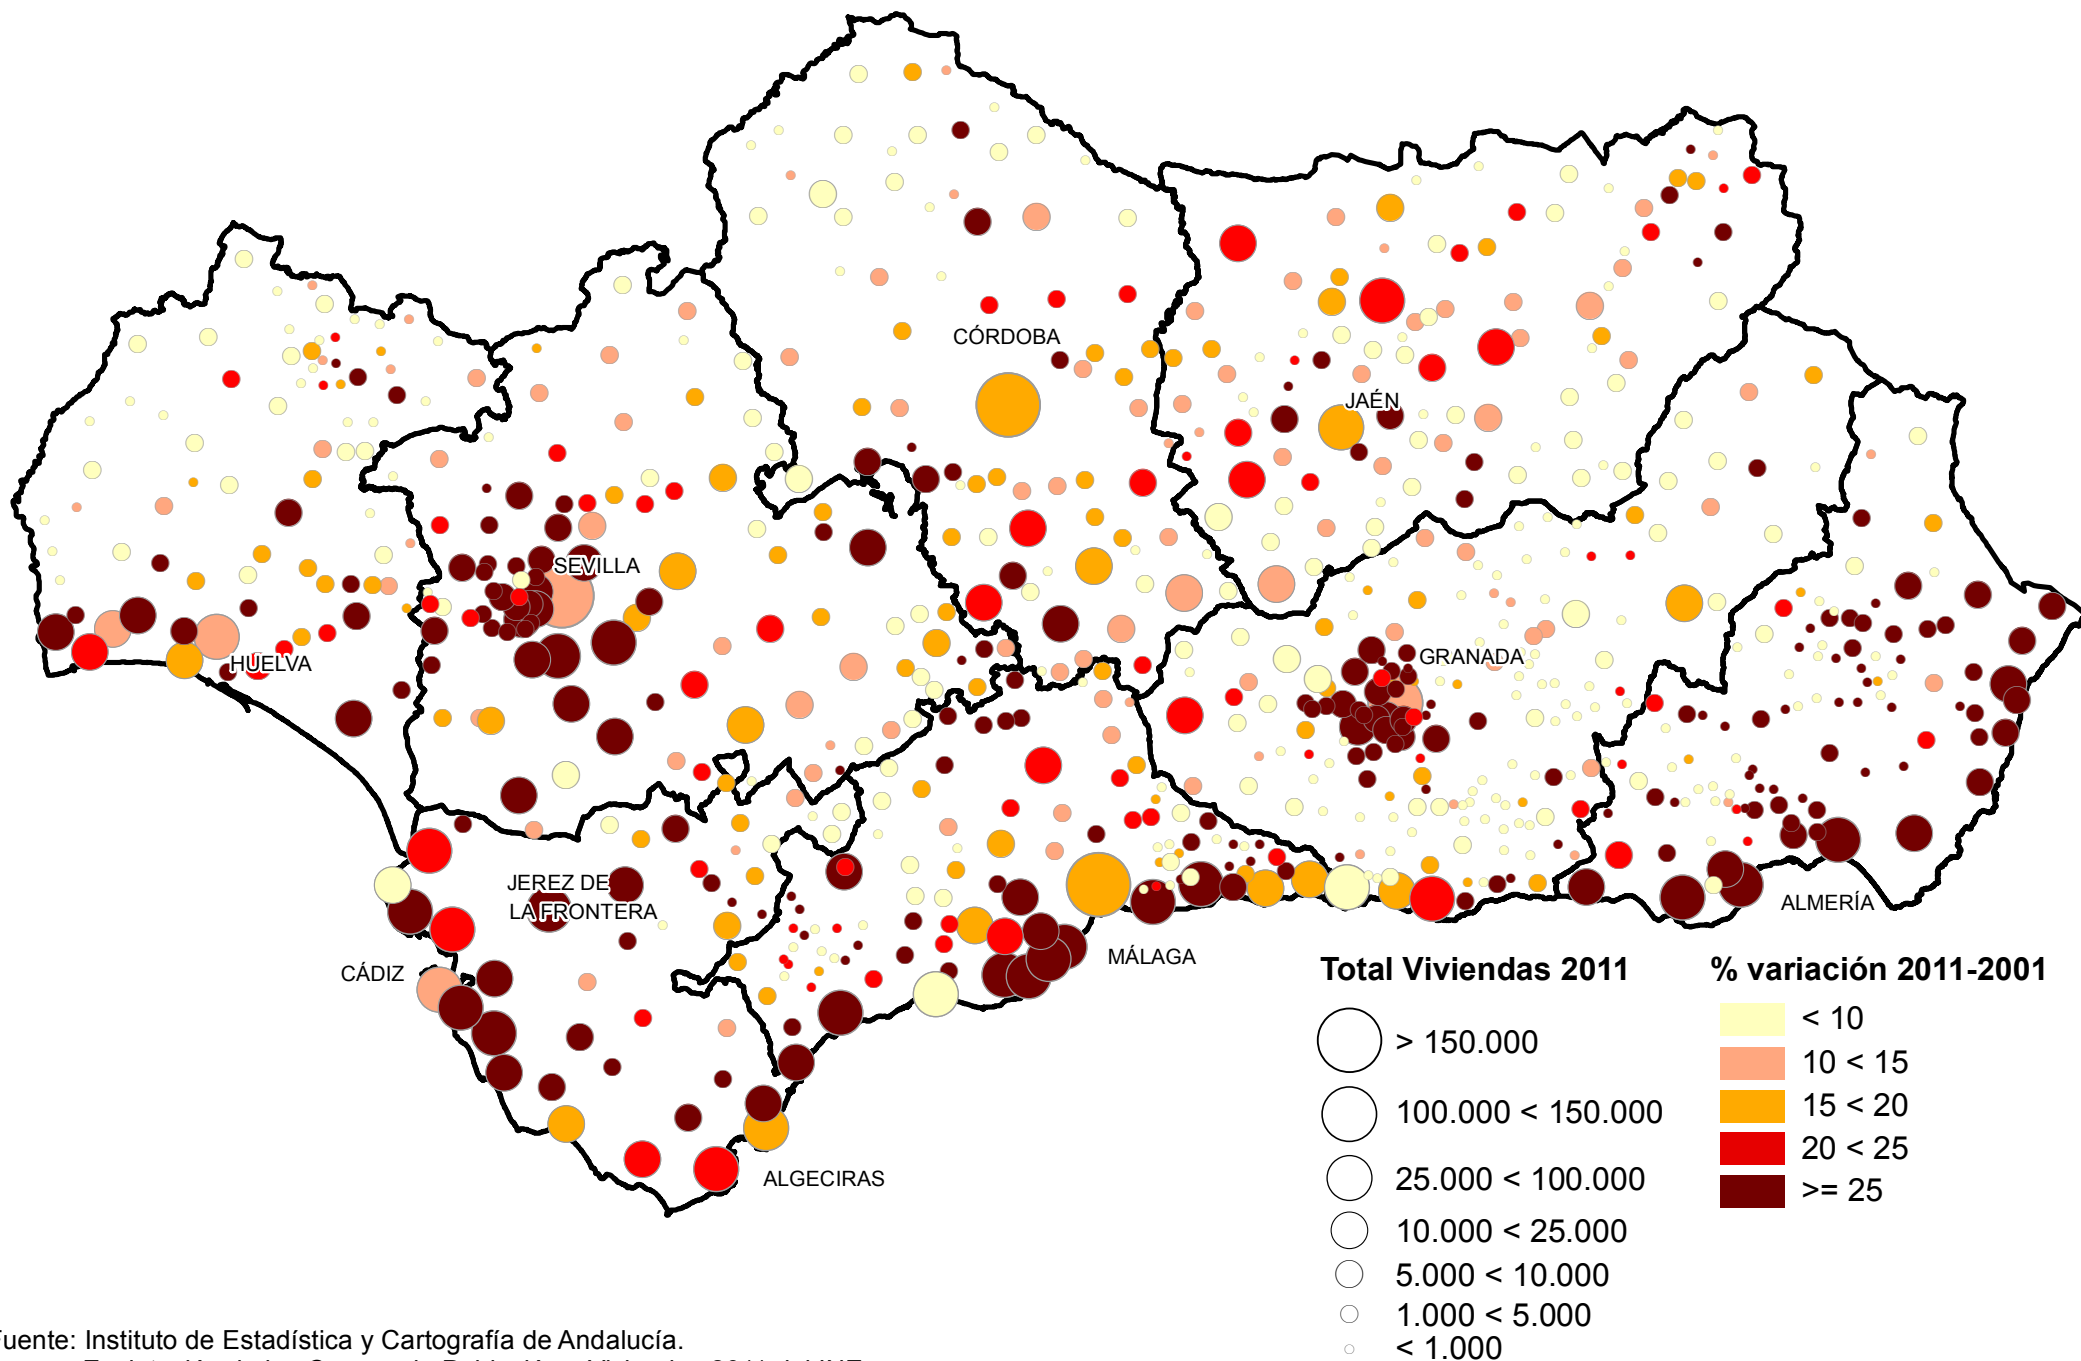 CÓRDOBA
JAÉN
SEVILLA
HUELVA
GRANADA
JEREZ DE
LA FRONTERA
CÁDIZ
MÁLAGA
ALMERÍA
ALGECIRAS
Total Viviendas 2011
> 150.000
100.000 < 150.000
25.000 < 100.000
10.000 < 25.000
5.000 < 10.000
1.000 < 5.000
< 1.000
% variación 2011-2001
< 10
10 < 15
15 < 20
20 < 25
>= 25
Fuente: Instituto de Estadística y Cartografía de Andalucía.